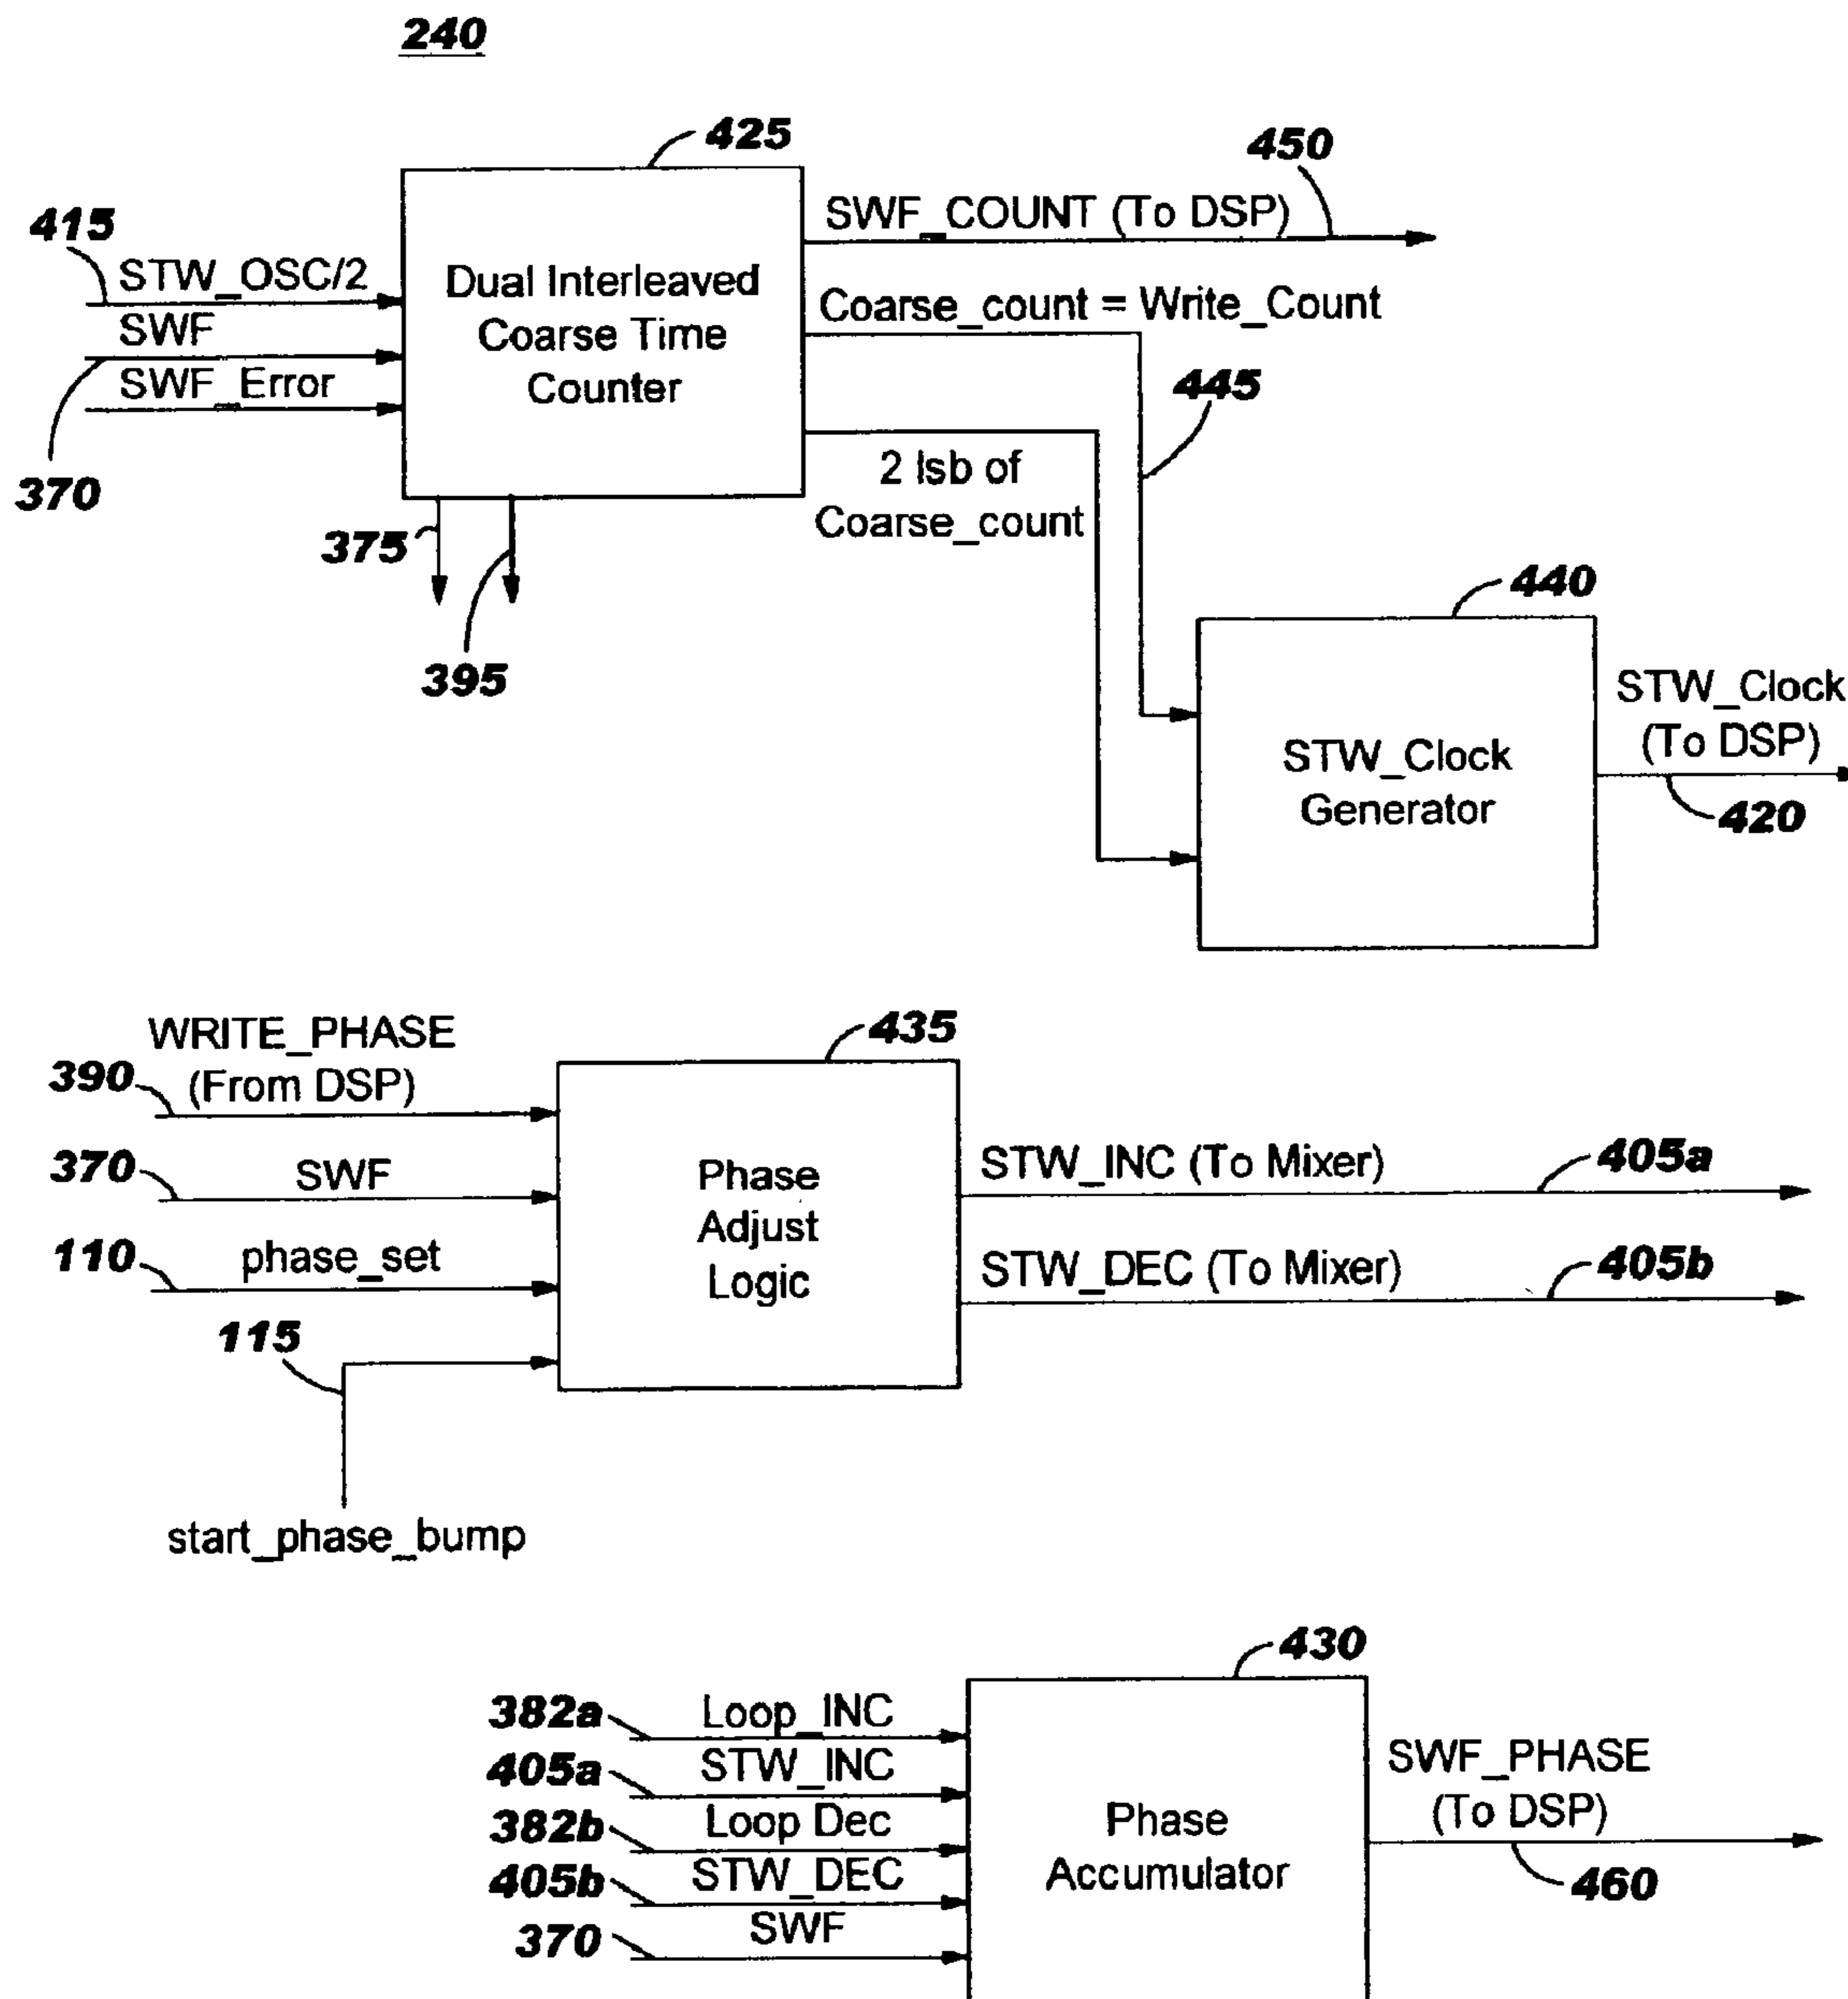 240
425
450
SWF_COUNT (To DSP)
415
STW_OSC/2
Dual Interleaved
Coarse Time
Counter
Coarse_count = Write_Count
SWF
SWF_Error
445
370
2 lsb of
Coarse_count
375
395
440
STW_Clock
(To DSP)
STW_Clock
Generator
420
WRITE_PHASE
(From DSP)
390
435
370
SWF
Phase
Adjust
Logic
STW_INC (To Mixer)
405a
110
phase_set
STW_DEC (To Mixer)
405b
115
start_phase_bump
430
382a
Loop_INC
405a
STW_INC
382b
Loop Dec
405b
STW_DEC
370
SWF
Phase
Accumulator
SWF_PHASE
(To DSP)
460